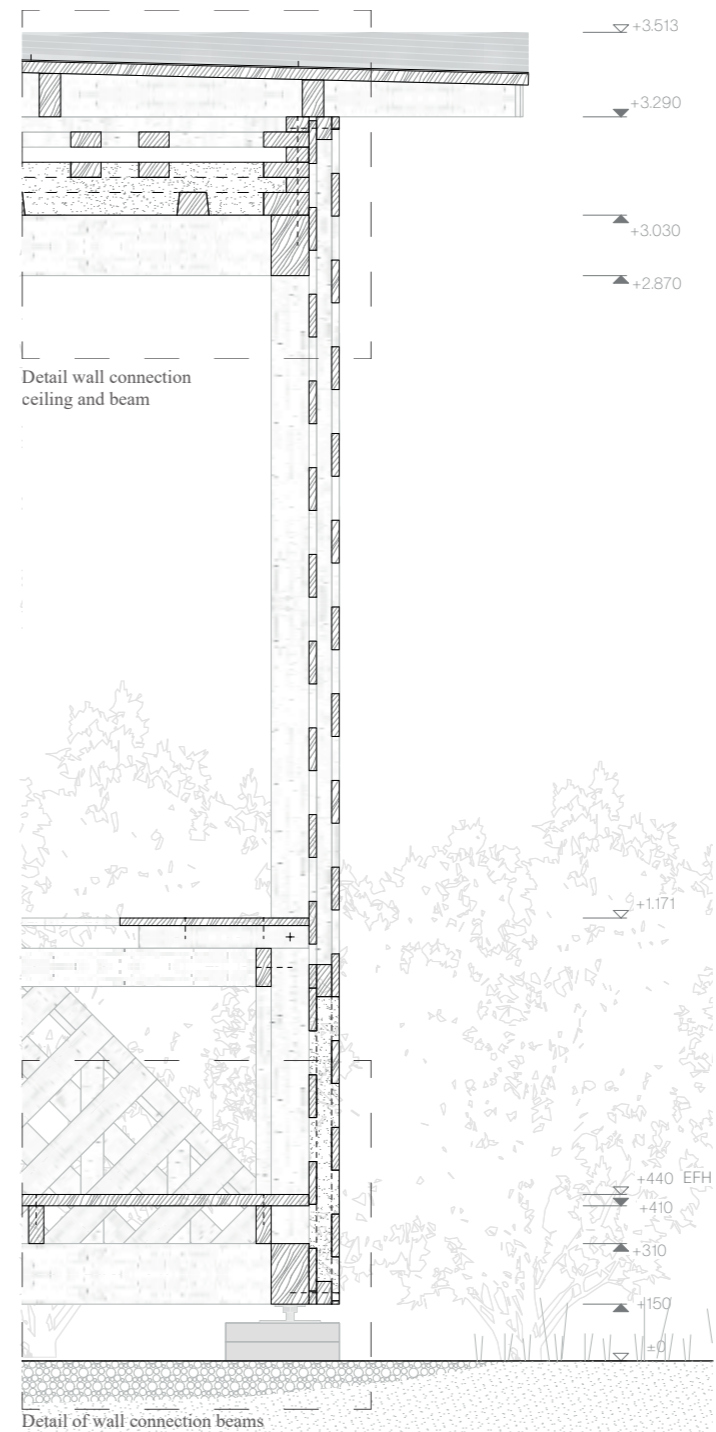 +3.513
+3.290
+3.030
+2.870
Detail wall connection
ceiling and beam
+1.171
+440 EFH
+410
+310
+150
±0
Detail of wall connection beams